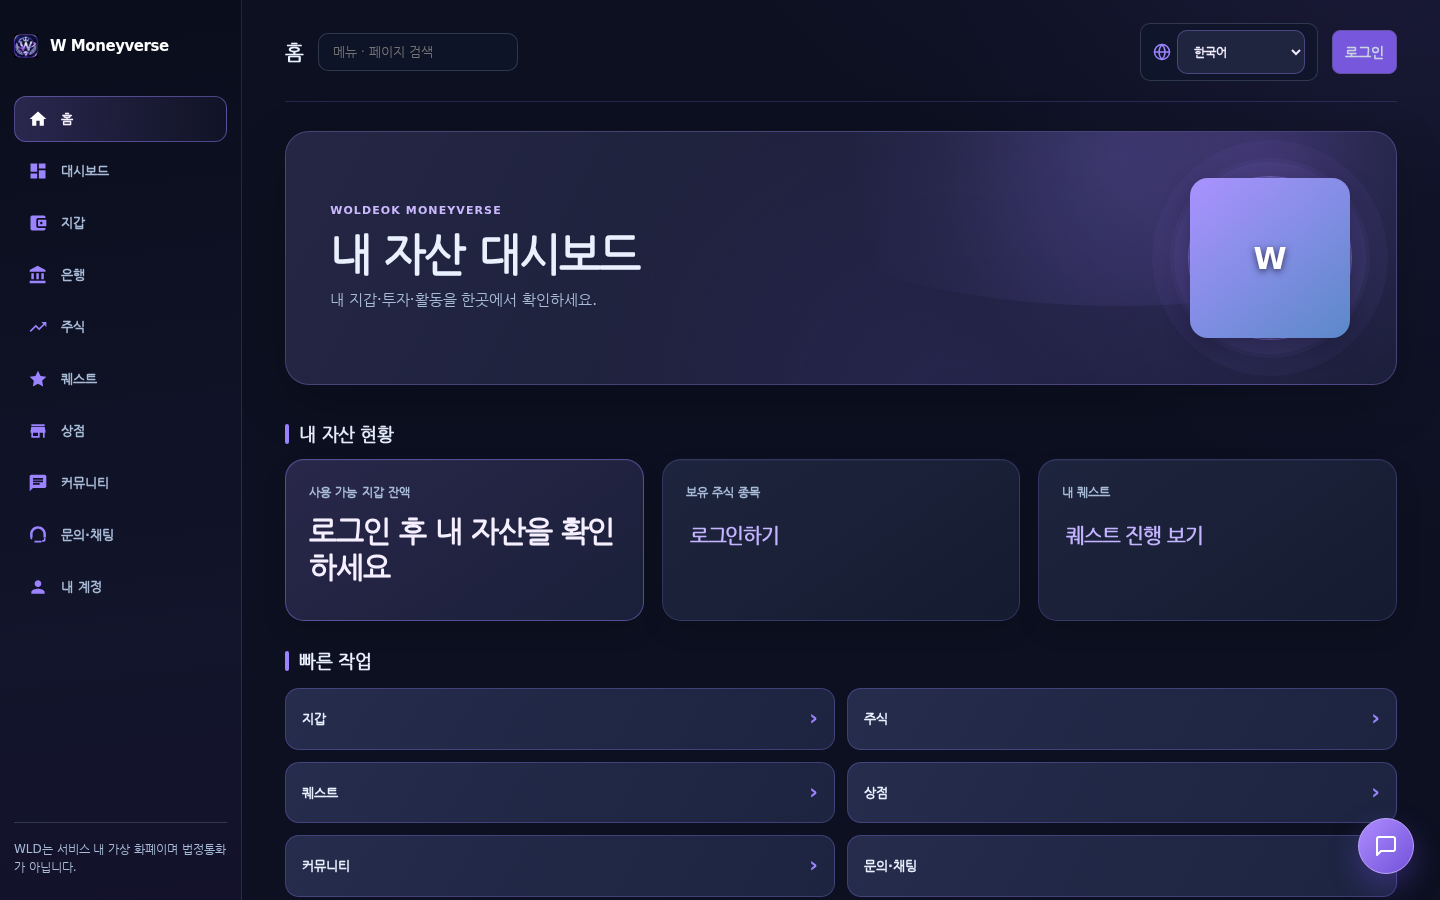 W Moneyverse
홈
대시보드
지갑
은행
주식
퀘스트
상점
커뮤니티
문의·채팅
내 계정
WLD는 서비스 내 가상 화폐이며 법정통화
가 아닙니다.
홈
메뉴 · 페이지 검색
한국어
로그인
WOLDEOK MONEYVERSE
내 자산 대시보드
내 지갑·투자·활동을 한곳에서 확인하세요.
W
내 자산 현황
사용 가능 지갑 잔액
로그인 후 내 자산을 확인
하세요
보유 주식 종목
로그인하기
내 퀘스트
퀘스트 진행 보기
빠른 작업
지갑
주식
퀘스트
상점
커뮤니티
문의·채팅